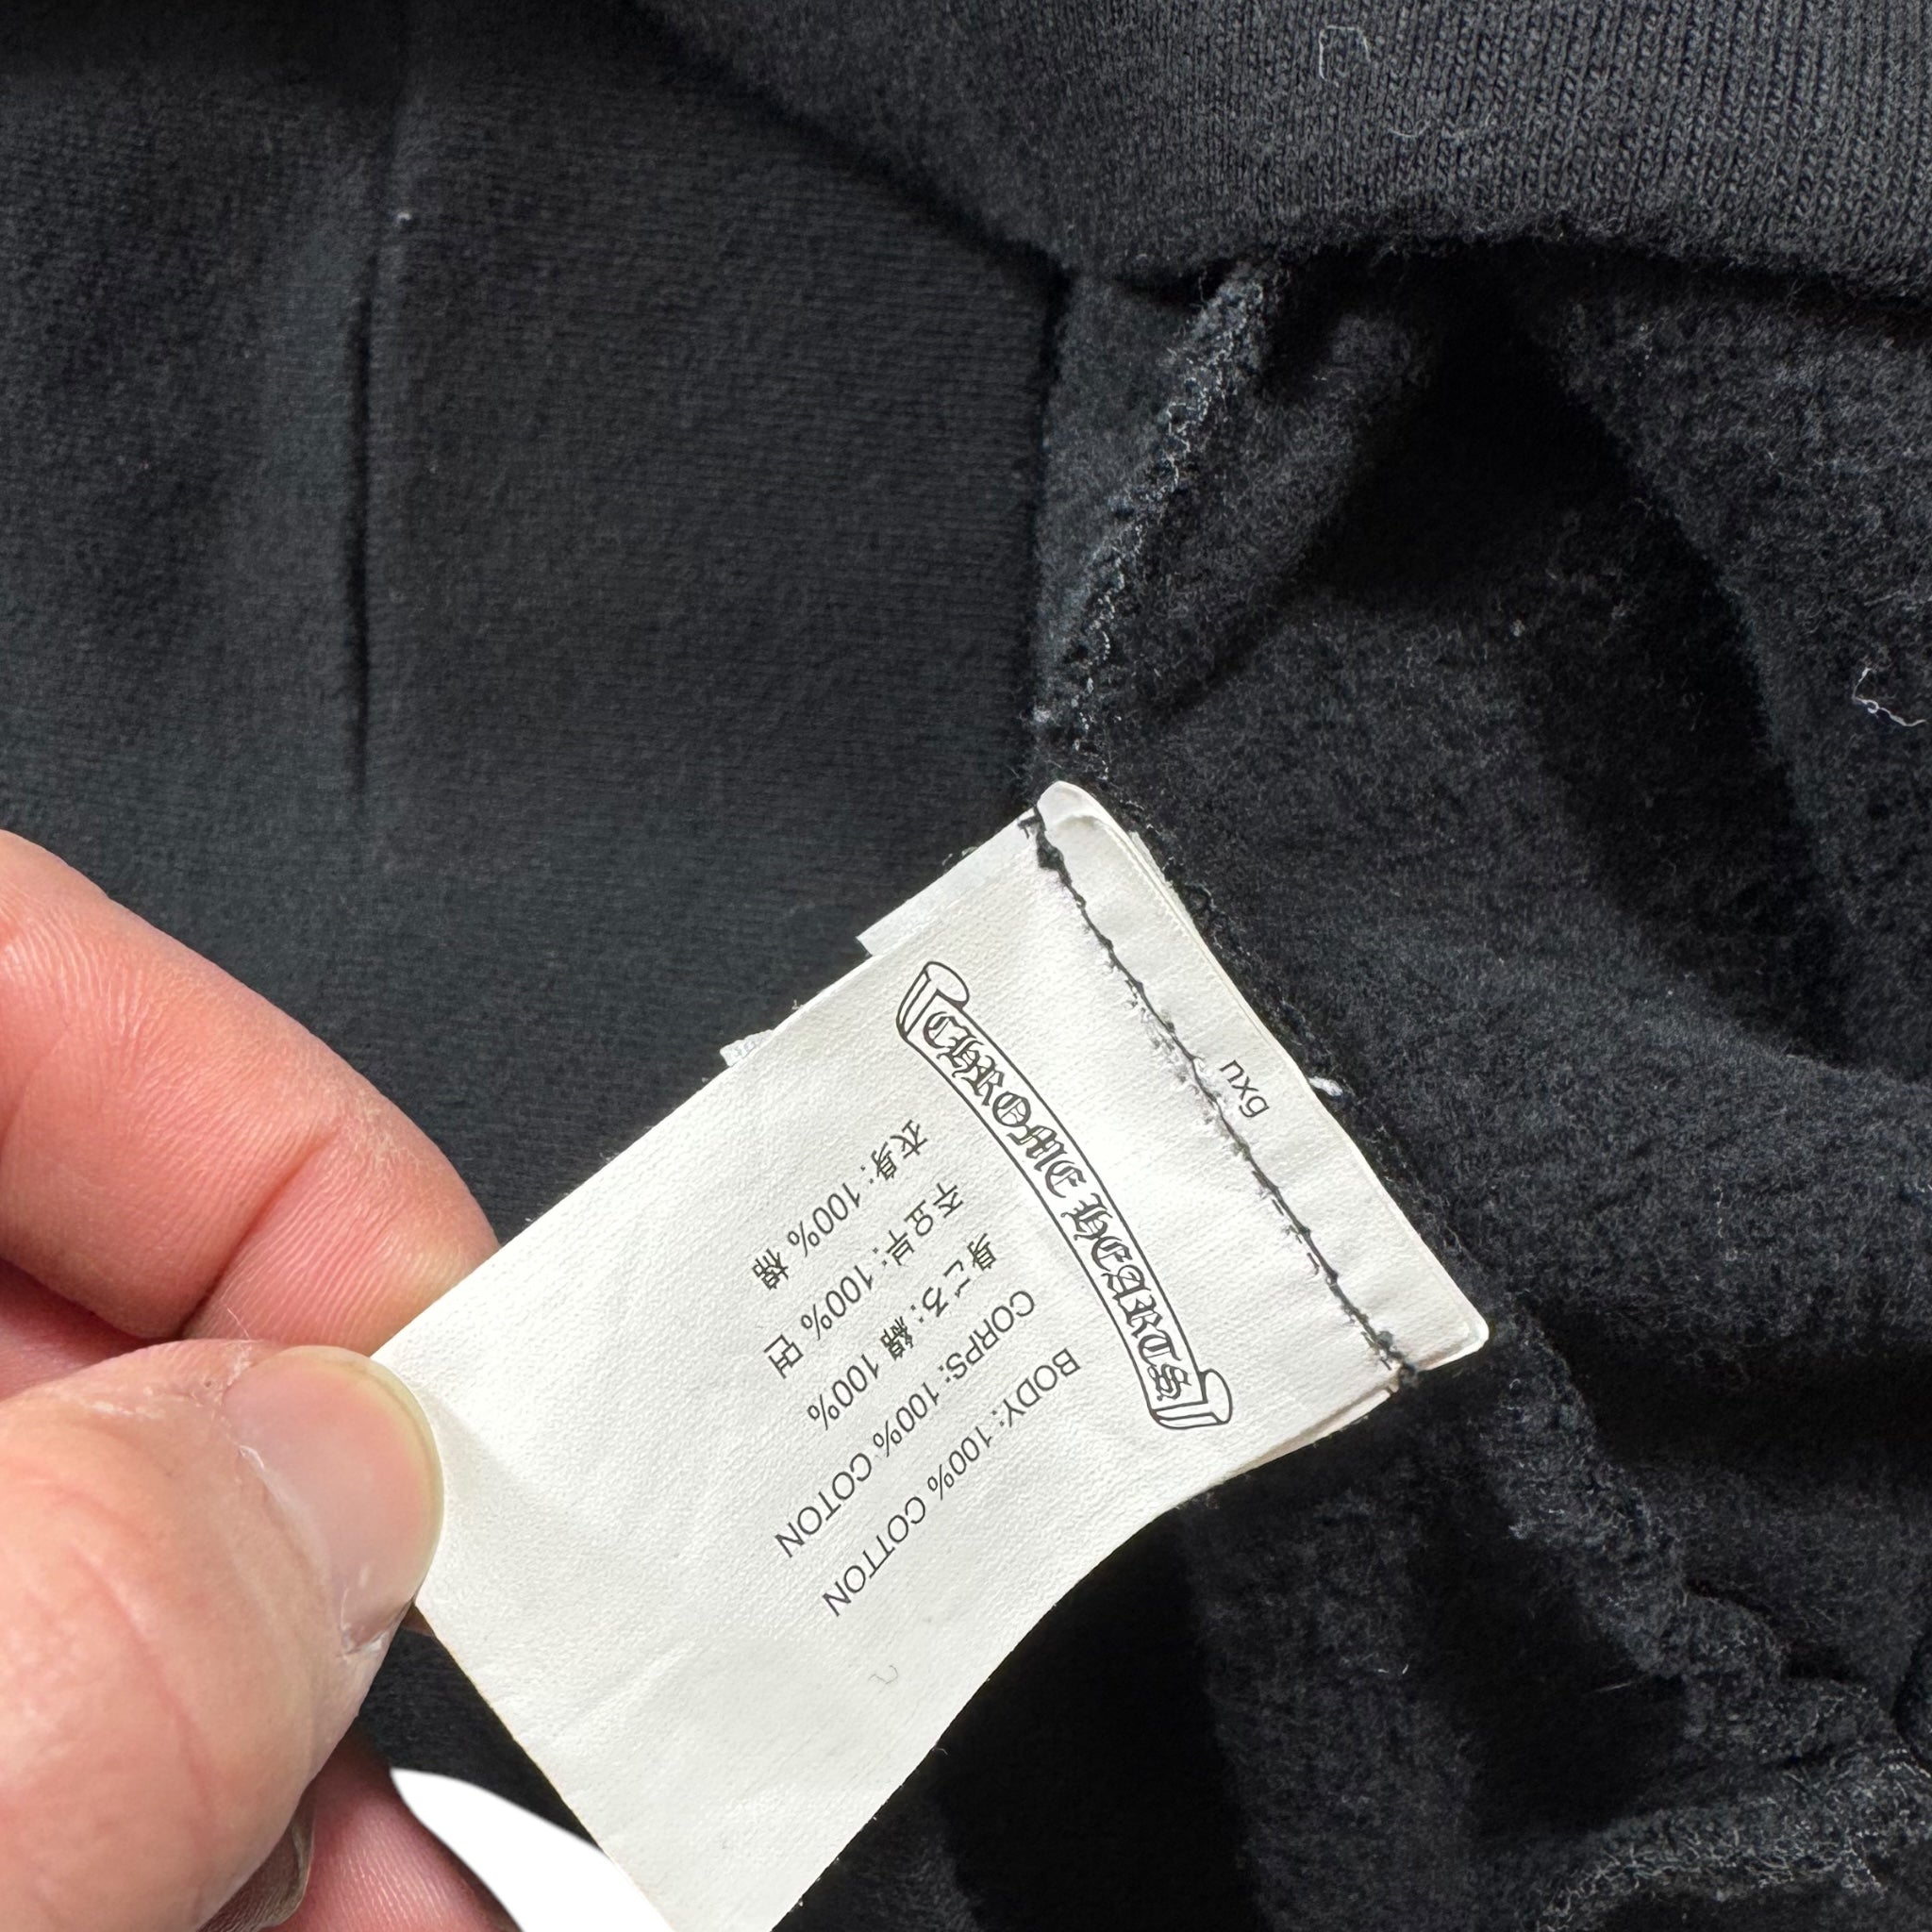 nxg
CHROME HEARTS
BODY: 100% COTTON
CORPS: 100% COTON
身ごろ: 綿 100%
주요부: 100% 면
衣身: 100% 棉